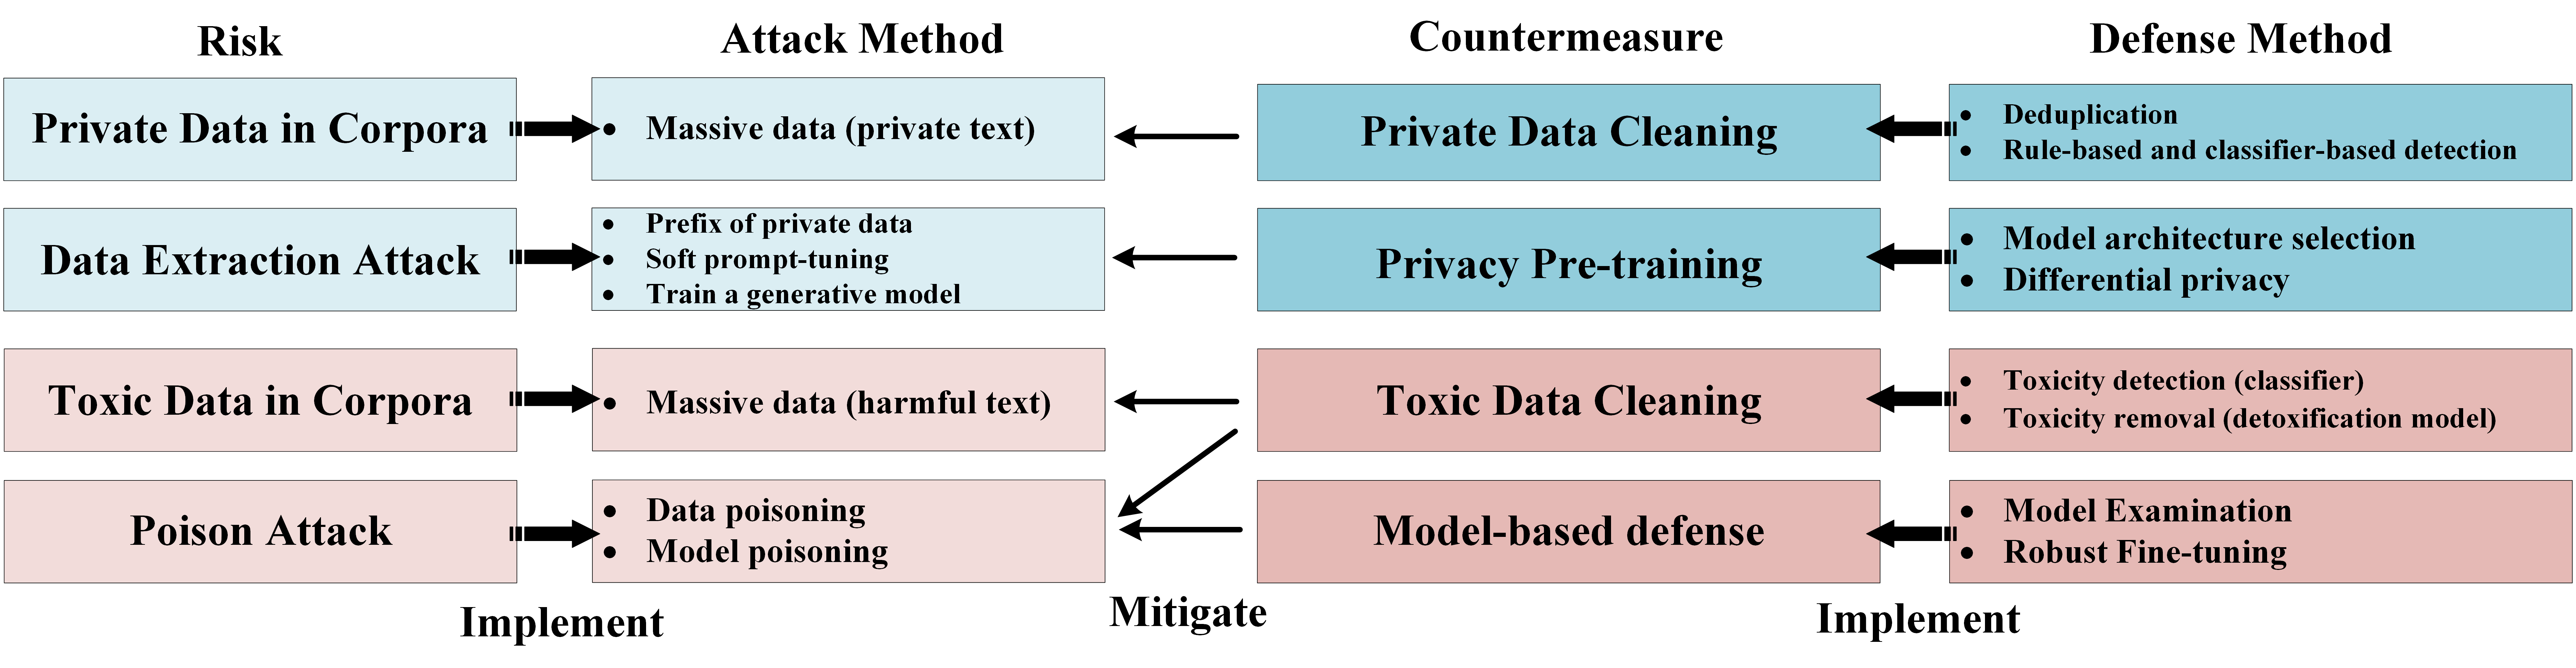 Risk
Attack Method
Countermeasure
Defense Method
Private Data in Corpora
• Massive data (private text)
Private Data Cleaning
• Deduplication
• Rule-based and classifier-based detection
Data Extraction Attack
• Prefix of private data
• Soft prompt-tuning
• Train a generative model
Privacy Pre-training
• Model architecture selection
• Differential privacy
Toxic Data in Corpora
• Massive data (harmful text)
Toxic Data Cleaning
• Toxicity detection (classifier)
• Toxicity removal (detoxification model)
Poison Attack
• Data poisoning
• Model poisoning
Model-based defense
• Model Examination
• Robust Fine-tuning
Implement
Mitigate
Implement